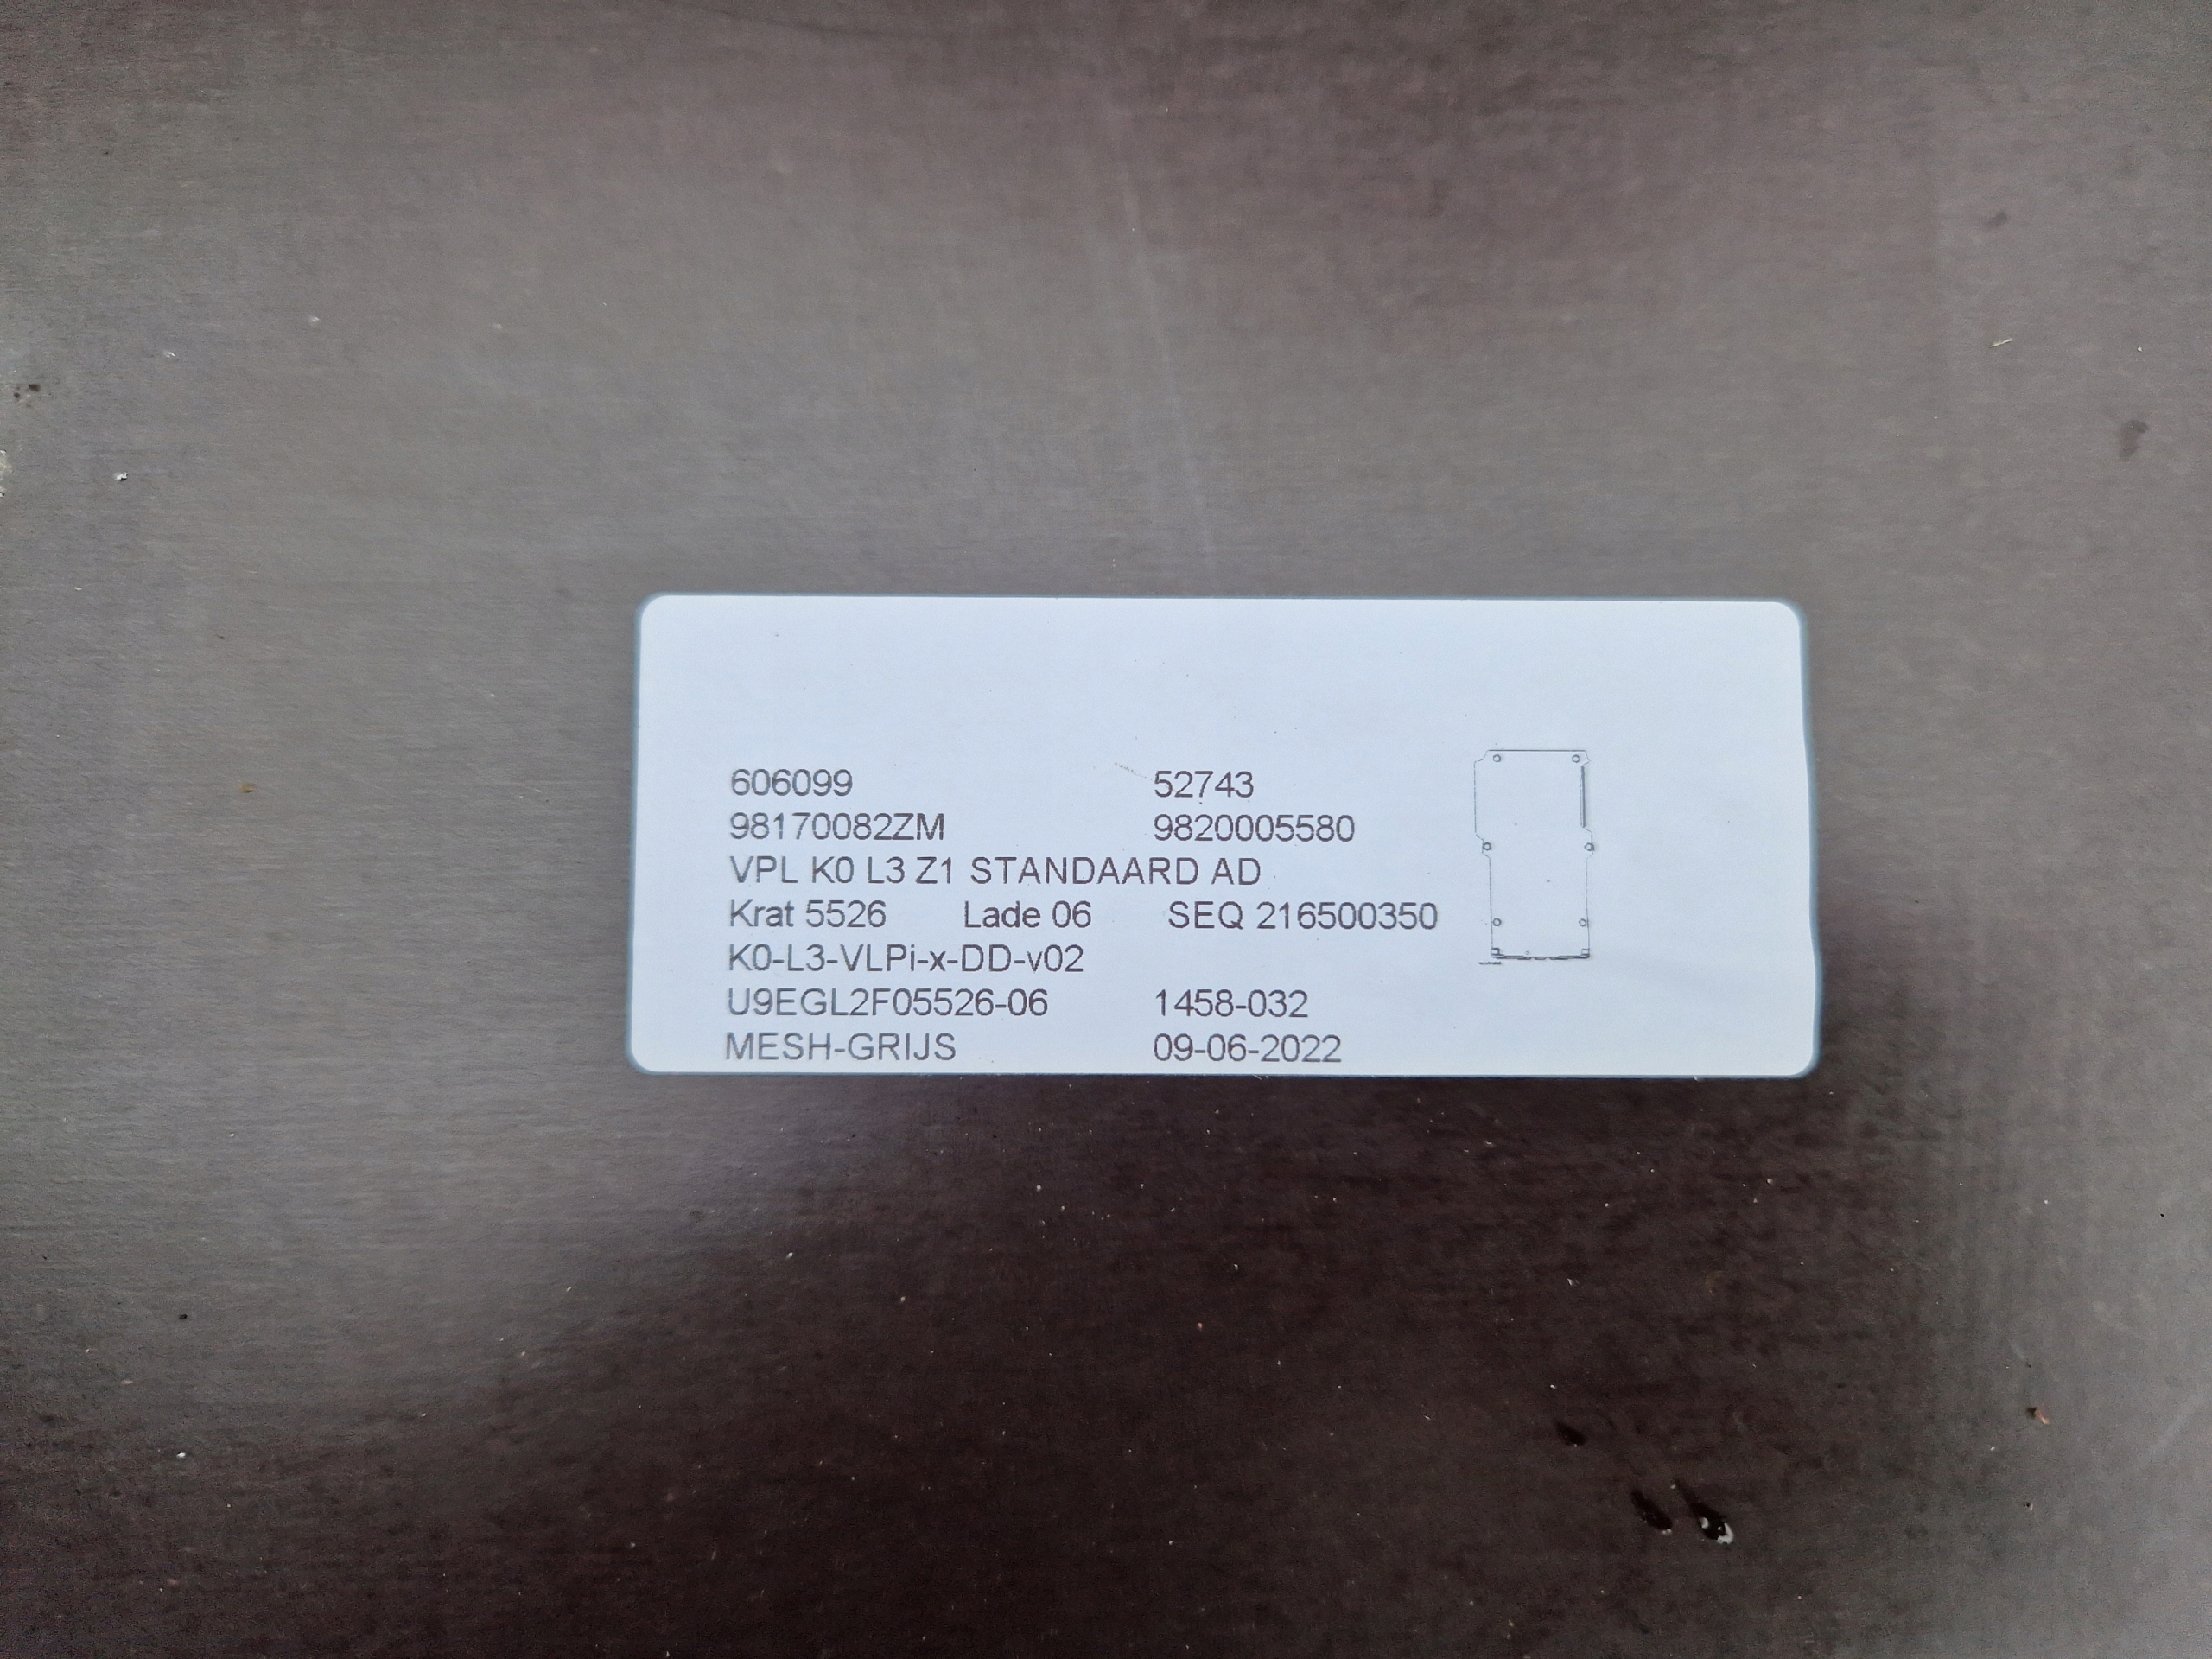 606099 52743
98170082ZM 9820005580
VPL K0 L3 Z1 STANDAARD AD
Krat 5526 Lade 06 SEQ 216500350
K0-L3-VLPi-x-DD-v02
U9EGL2F05526-06 1458-032
MESH-GRIJS 09-06-2022